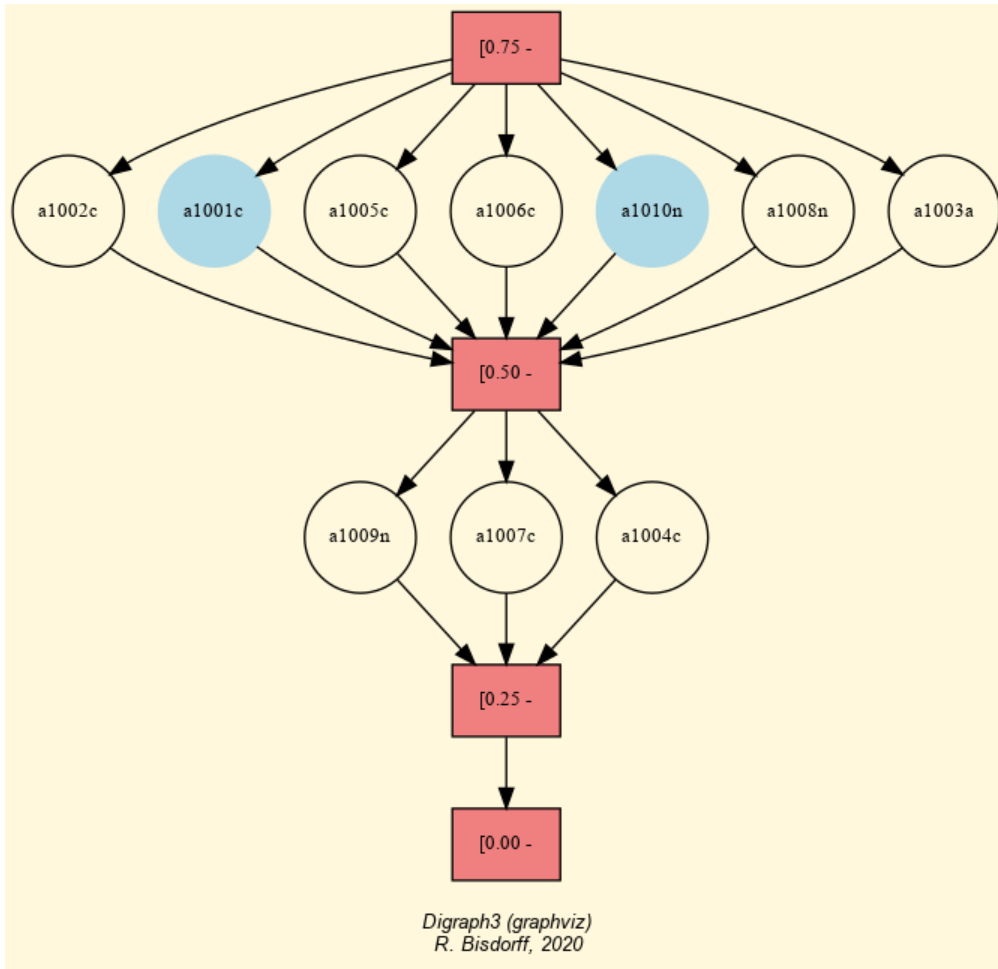 [0.75 -
a1002c
a1001c
a1005c
a1006c
a1010n
a1008n
a1003a
[0.50 -
a1009n
a1007c
a1004c
[0.25 -
[0.00 -
Digraph3 (graphviz)
R. Bisdorff, 2020